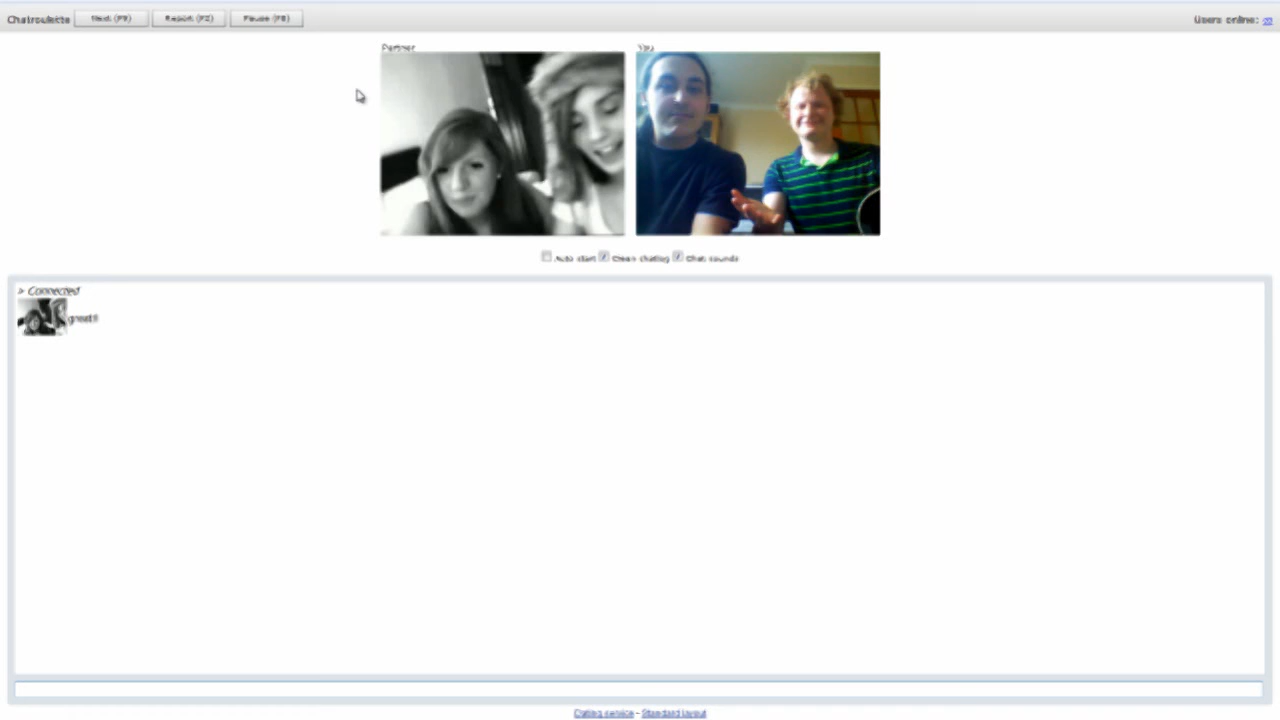 Chatroulette Next (F9) Report (F2) Pause (F8) Users online:
Partner You
Auto start Clean chatting Chat sounds
> Connected
great!!
Dating service - Standard layout